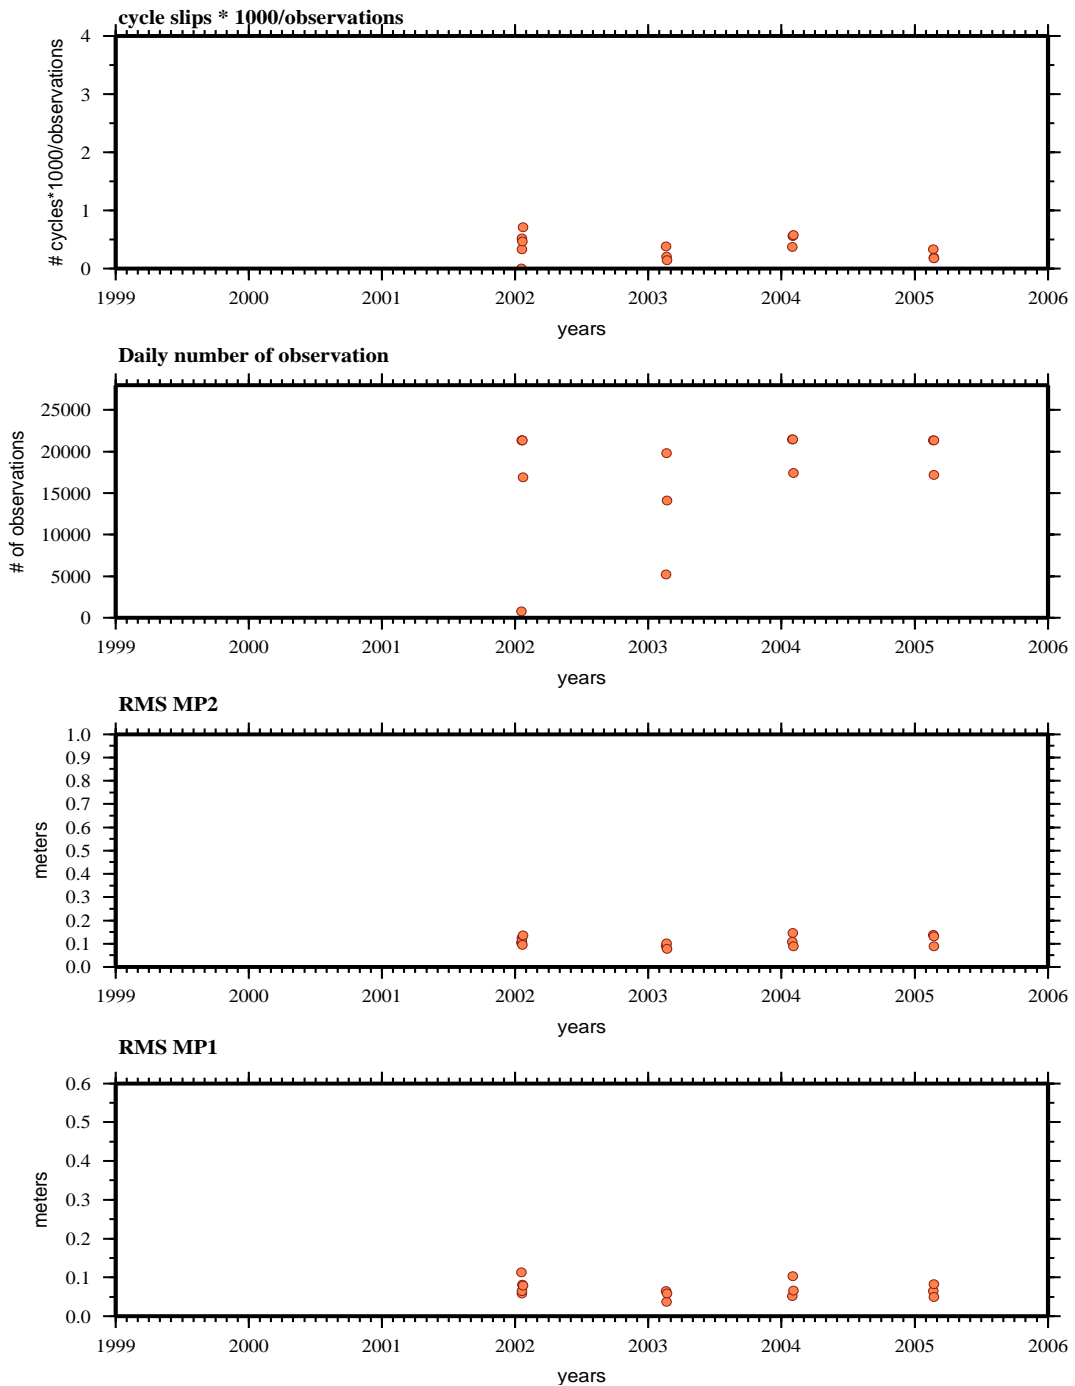 cycle slips * 1000/observations
# cycles*1000/observations
4
3
2
1
0
1999 2000 2001 2002 2003 2004 2005 2006
years
Daily number of observation
# of observations
25000
20000
15000
10000
5000
0
1999 2000 2001 2002 2003 2004 2005 2006
years
RMS MP2
meters
1.0
0.9
0.8
0.7
0.6
0.5
0.4
0.3
0.2
0.1
0.0
1999 2000 2001 2002 2003 2004 2005 2006
years
RMS MP1
meters
0.6
0.5
0.4
0.3
0.2
0.1
0.0
1999 2000 2001 2002 2003 2004 2005 2006
years